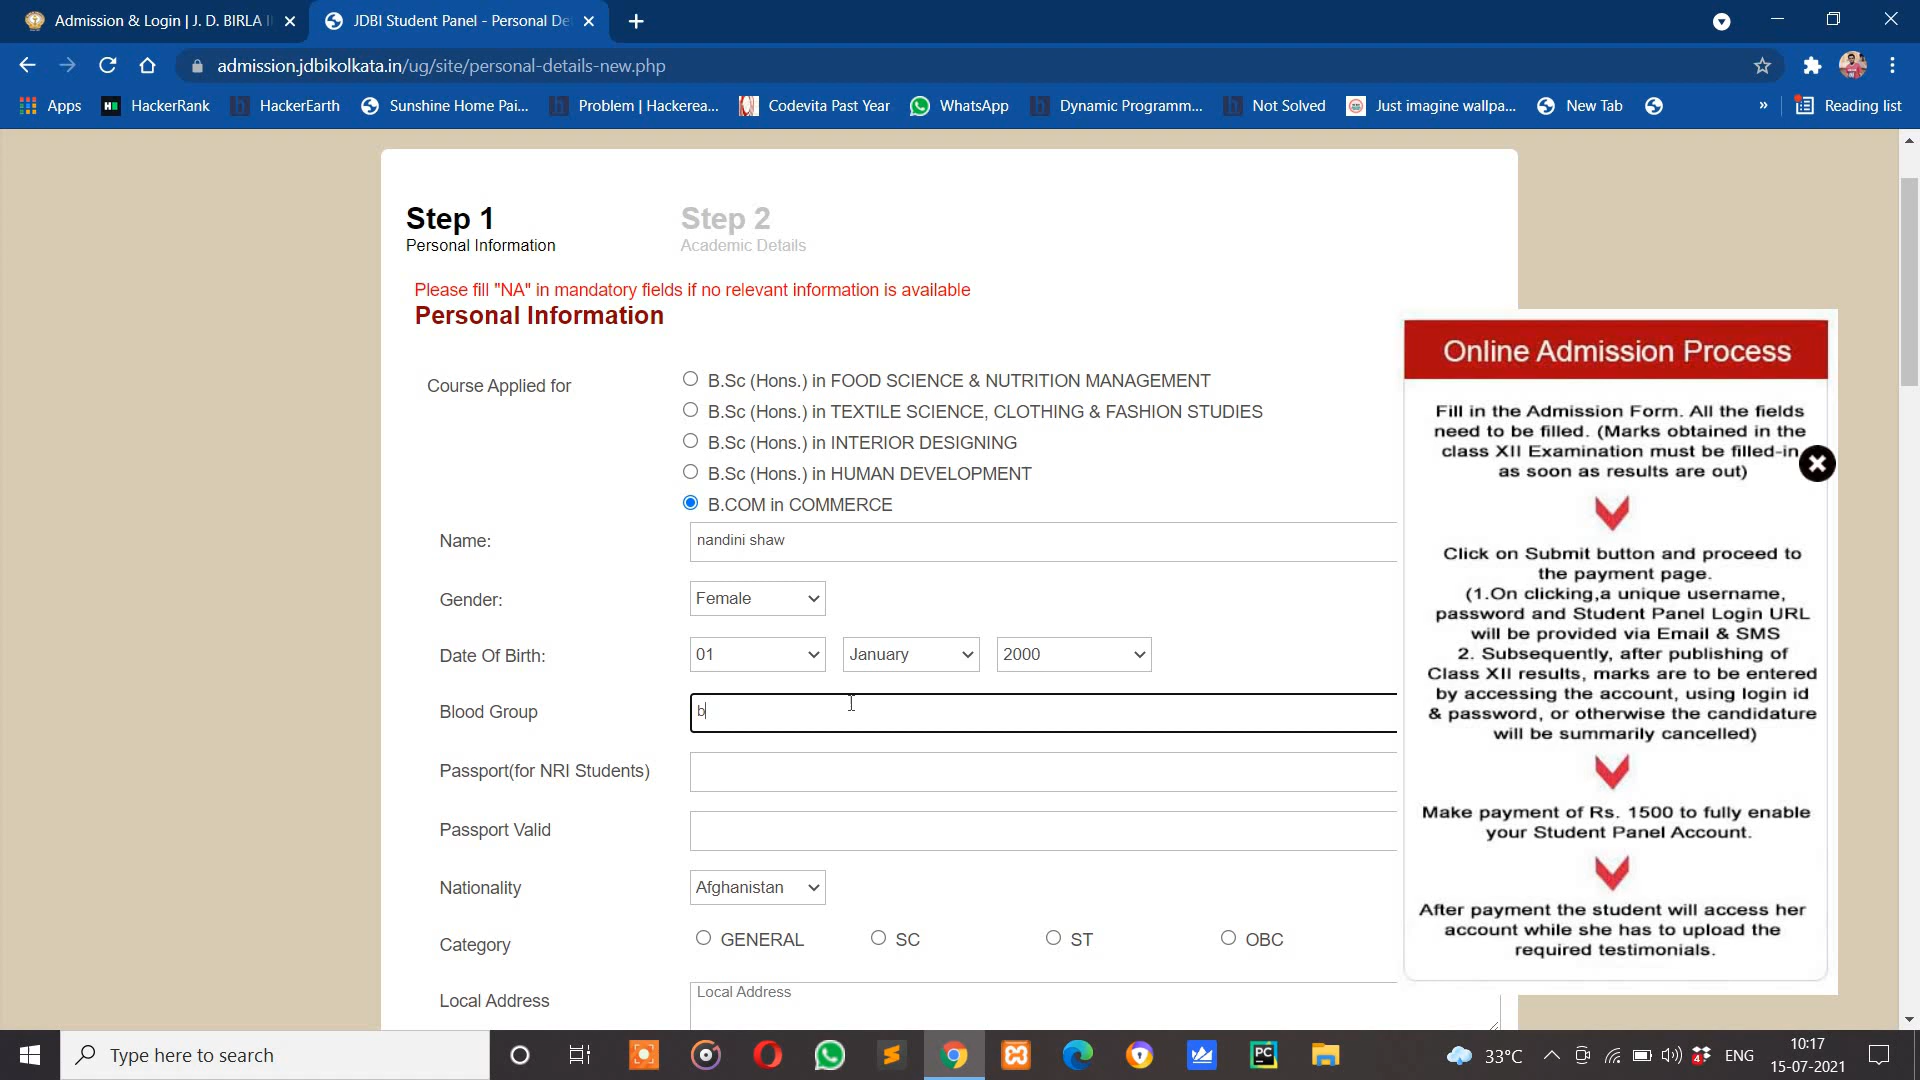 Admission & Login | J. D. BIRLA I
JDBI Student Panel - Personal De
admission.jdbikolkata.in/ug/site/personal-details-new.php
Apps
HackerRank
HackerEarth
Sunshine Home Pai...
Problem | Hackerea...
Codevita Past Year
WhatsApp
Dynamic Programm...
Not Solved
Just imagine wallpa...
New Tab
»
Reading list
Step 1
Personal Information
Step 2
Academic Details
Please fill "NA" in mandatory fields if no relevant information is available
Personal Information
Course Applied for
B.Sc (Hons.) in FOOD SCIENCE & NUTRITION MANAGEMENT
B.Sc (Hons.) in TEXTILE SCIENCE, CLOTHING & FASHION STUDIES
B.Sc (Hons.) in INTERIOR DESIGNING
B.Sc (Hons.) in HUMAN DEVELOPMENT
B.COM in COMMERCE
Name:
nandini shaw
Gender:
Female
Date Of Birth:
01
January
2000
Blood Group
b
Passport(for NRI Students)
Passport Valid
Nationality
Afghanistan
Category
GENERAL
SC
ST
OBC
Local Address
Local Address
Online Admission Process
Fill in the Admission Form. All the fields
need to be filled. (Marks obtained in the
class XII Examination must be filled-in
as soon as results are out)
Click on Submit button and proceed to
the payment page.
(1.On clicking,a unique username,
password and Student Panel Login URL
will be provided via Email & SMS
2. Subsequently, after publishing of
Class XII results, marks are to be entered
by accessing the account, using login id
& password, or otherwise the candidature
will be summarily cancelled)
Make payment of Rs. 1500 to fully enable
your Student Panel Account.
After payment the student will access her
account while she has to upload the
required testimonials.
Type here to search
PC
33°C
4
ENG
10:17
15-07-2021